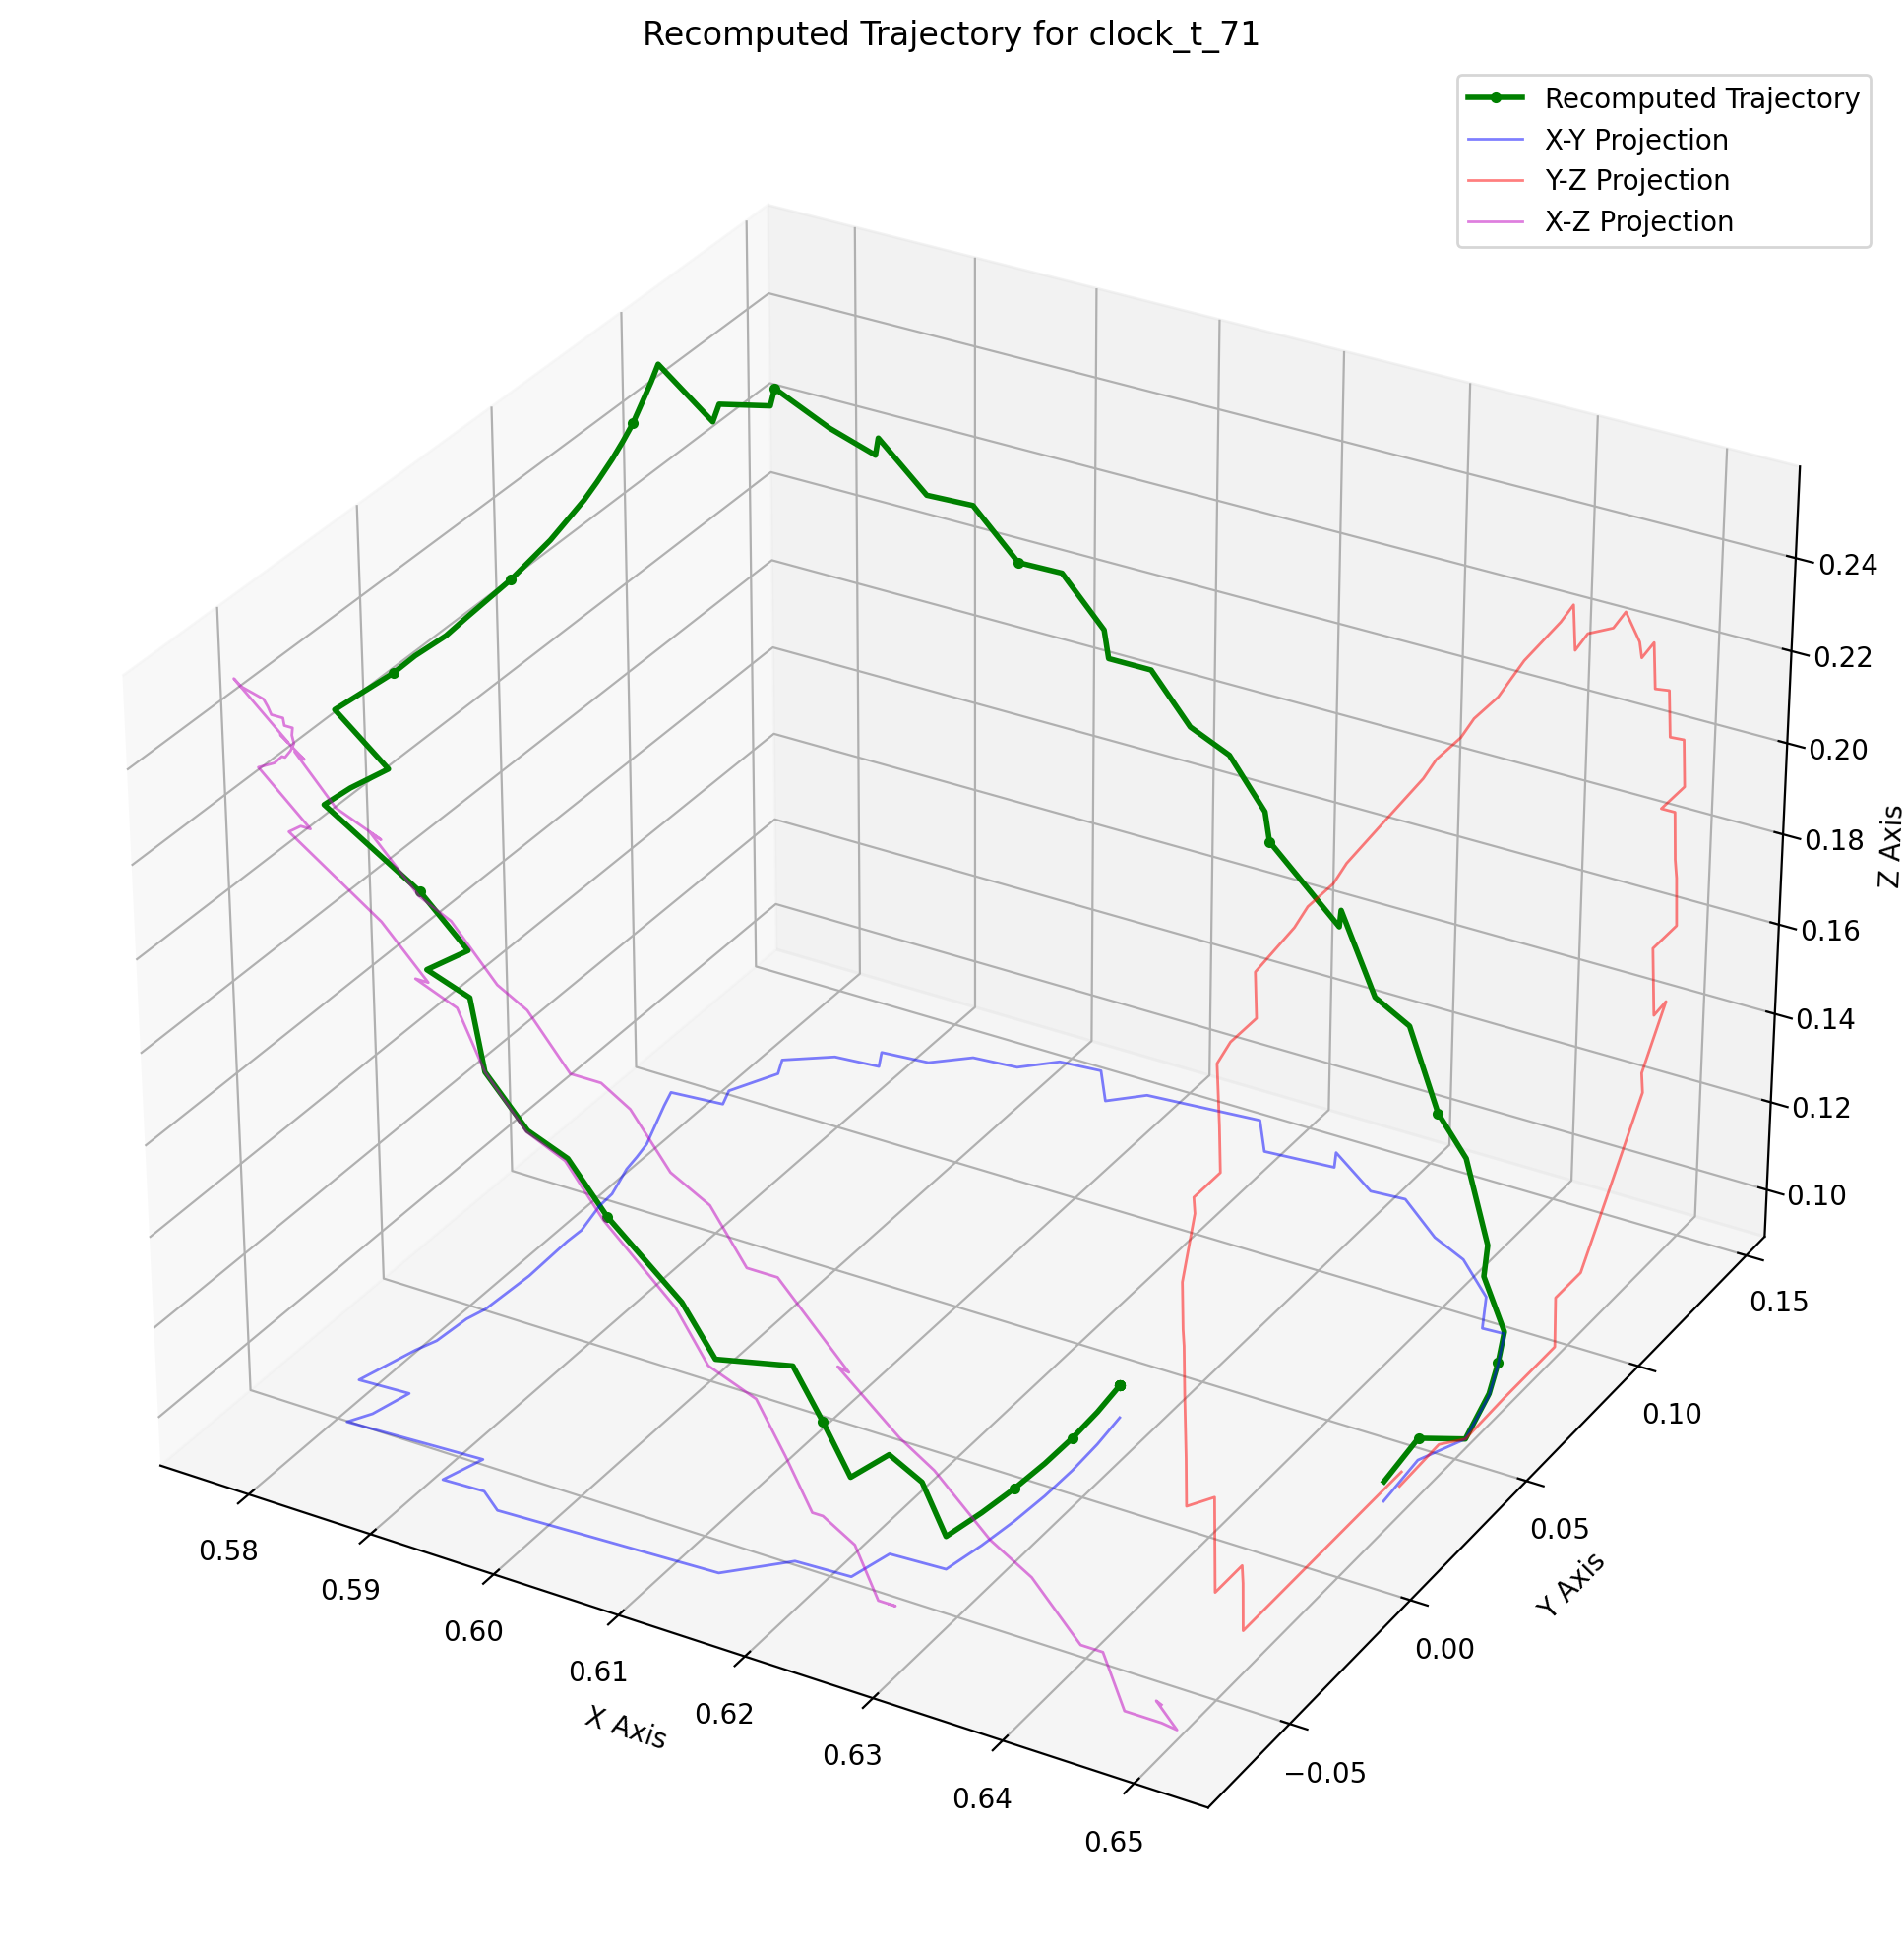 Recomputed Trajectory for clock_t_71
Recomputed Trajectory
X-Y Projection
Y-Z Projection
X-Z Projection
0.24
0.22
0.20
0.18
0.16
0.14
0.12
0.10
Z Axis
0.15
0.10
0.05
0.00
−0.05
Y Axis
0.58
0.59
0.60
0.61
0.62
0.63
0.64
0.65
X Axis